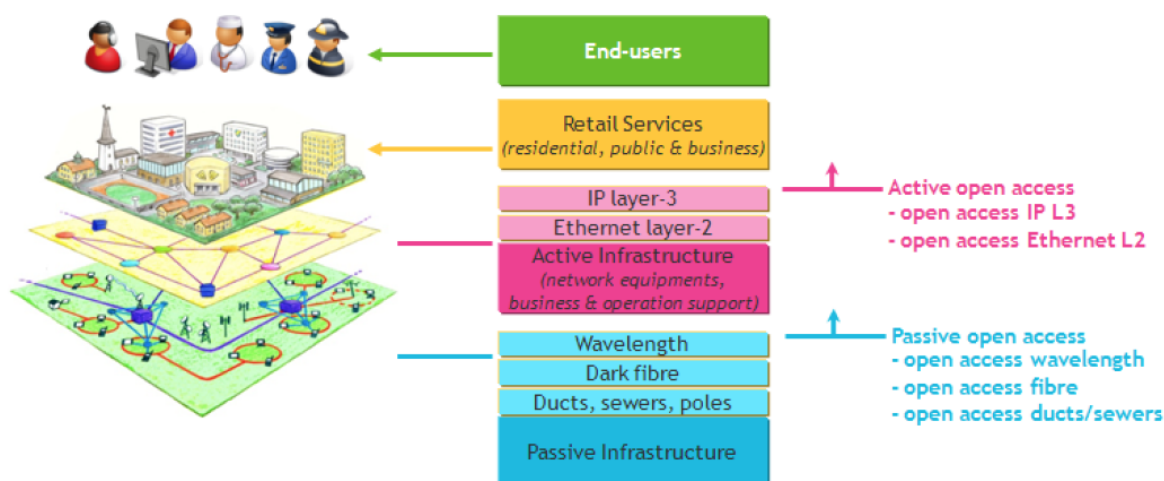 End-users
Retail Services
(residential, public & business)
IP layer-3
Ethernet layer-2
Active Infrastructure
(network equipments,
business & operation support)
Wavelength
Dark fibre
Ducts, sewers, poles
Passive Infrastructure
Active open access
- open access IP L3
- open access Ethernet L2
Passive open access
- open access wavelength
- open access fibre
- open access ducts/sewers